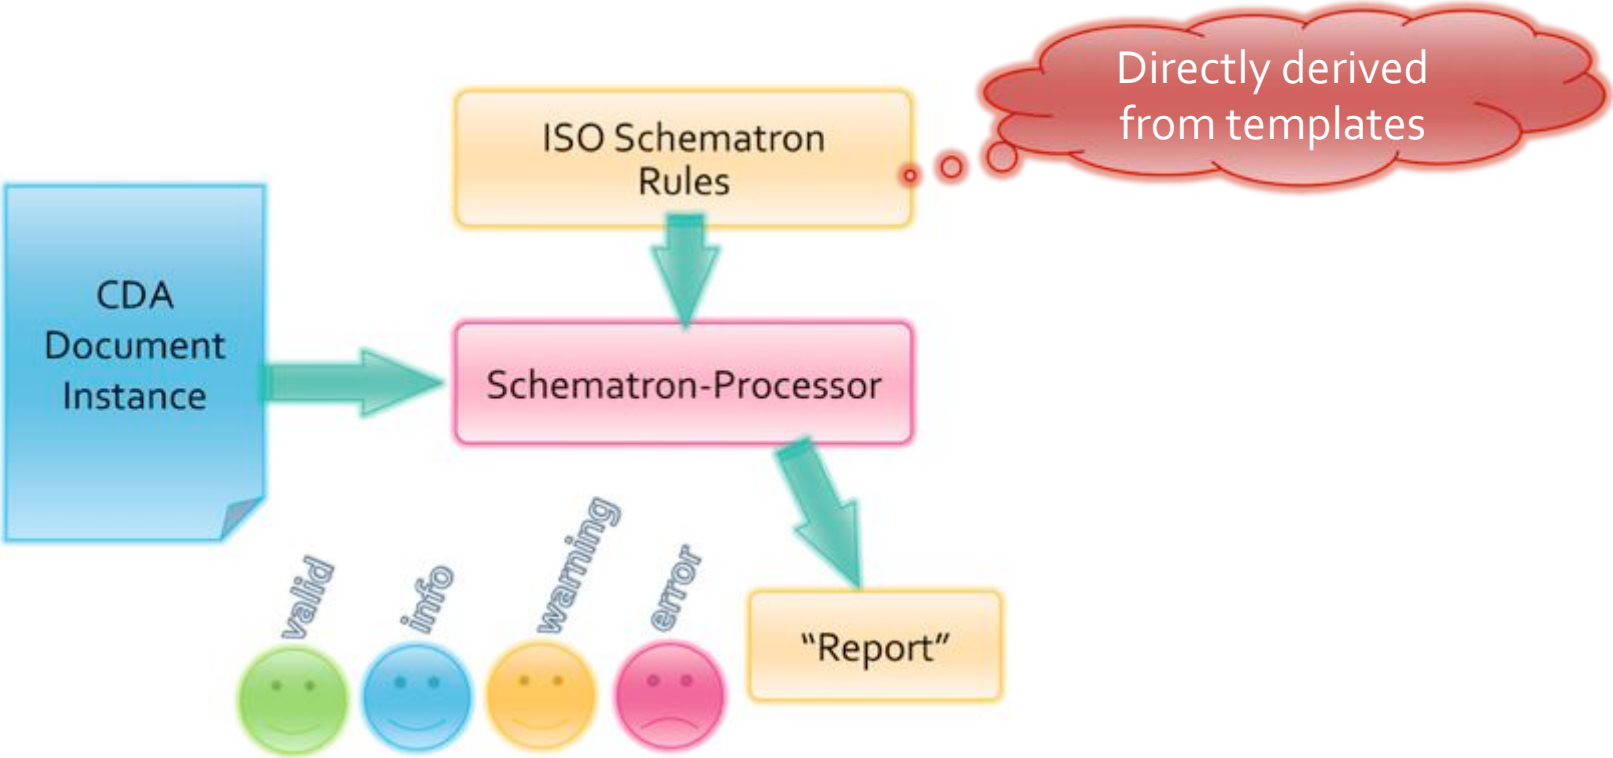 Directly derived
from templates
ISO Schematron
Rules
CDA
Document
Instance
Schematron-Processor
valid
info
warning
error
“Report”